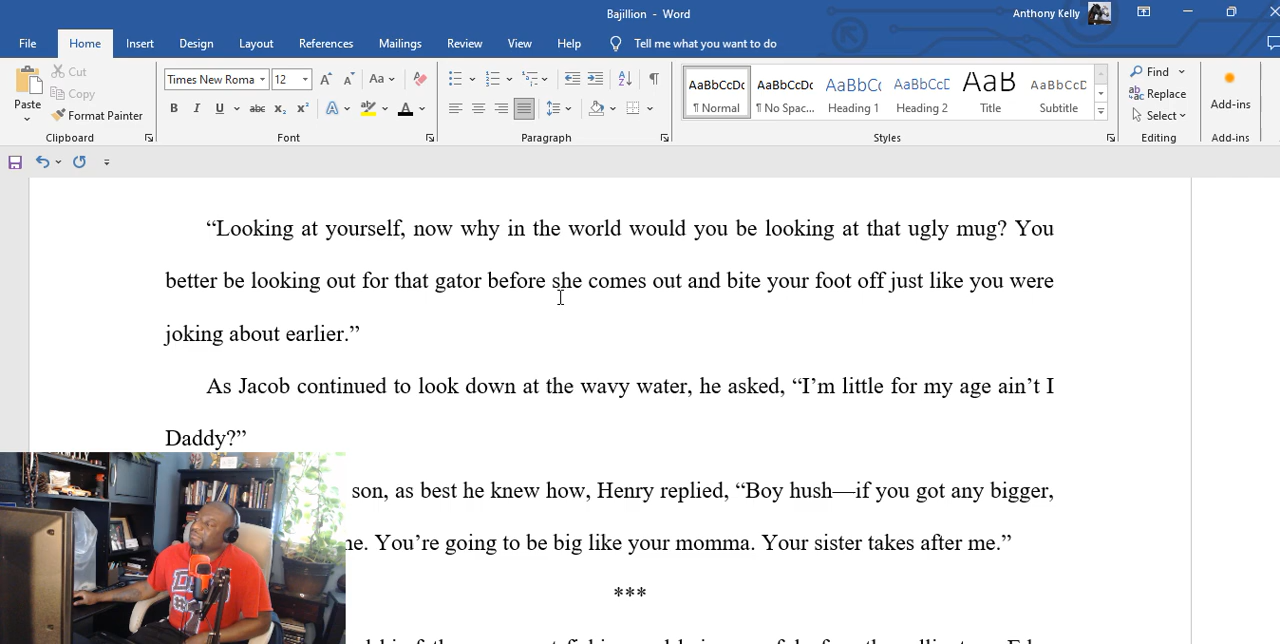 Bajillion - Word
Anthony Kelly
File Home Insert Design Layout References Mailings Review View Help Tell me what you want to do
Paste
Cut
Copy
Format Painter
Clipboard
Times New Roma 12 Aa
B I U abc x₂ x² A A
Font
Paragraph
AaBbCcDc AaBbCcDc AaBbC AaBbCcD AaB AaBbCcD
¶ Normal ¶ No Spac... Heading 1 Heading 2 Title Subtitle
Styles
Find
Replace
Select
Editing
Add-ins
Add-ins
“Looking at yourself, now why in the world would you be looking at that ugly mug? You
better be looking out for that gator before she comes out and bite your foot off just like you were
joking about earlier.”
As Jacob continued to look down at the wavy water, he asked, “I’m little for my age ain’t I
Daddy?”
son, as best he knew how, Henry replied, “Boy hush—if you got any bigger,
You’re going to be big like your momma. Your sister takes after me.”
***